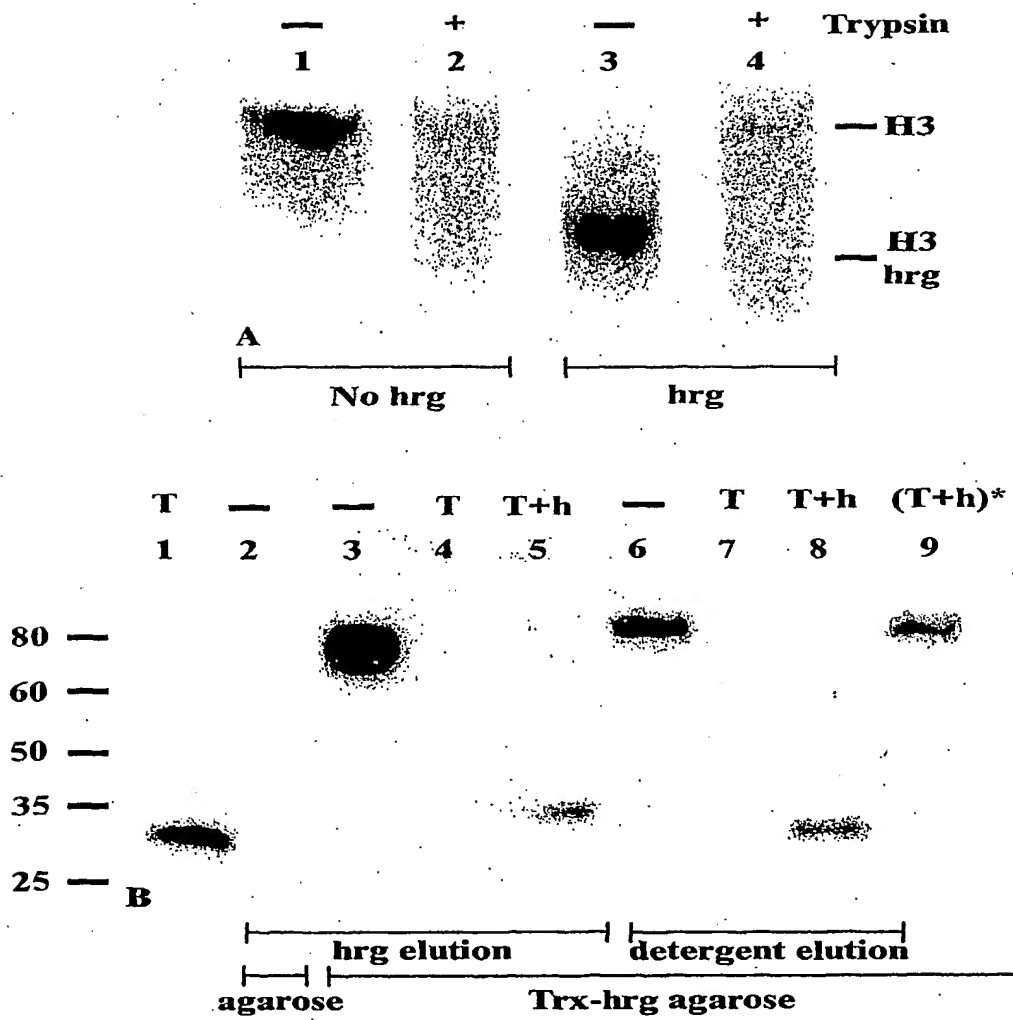 — + — + Trypsin
1 2 3 4
H3
H3
hrg
A
No hrg hrg
T — — T T+h — T T+h (T+h)*
1 2 3 4 5 6 7 8 9
80
60
50
35
25
B
hrg elution detergent elution
agarose Trx-hrg agarose